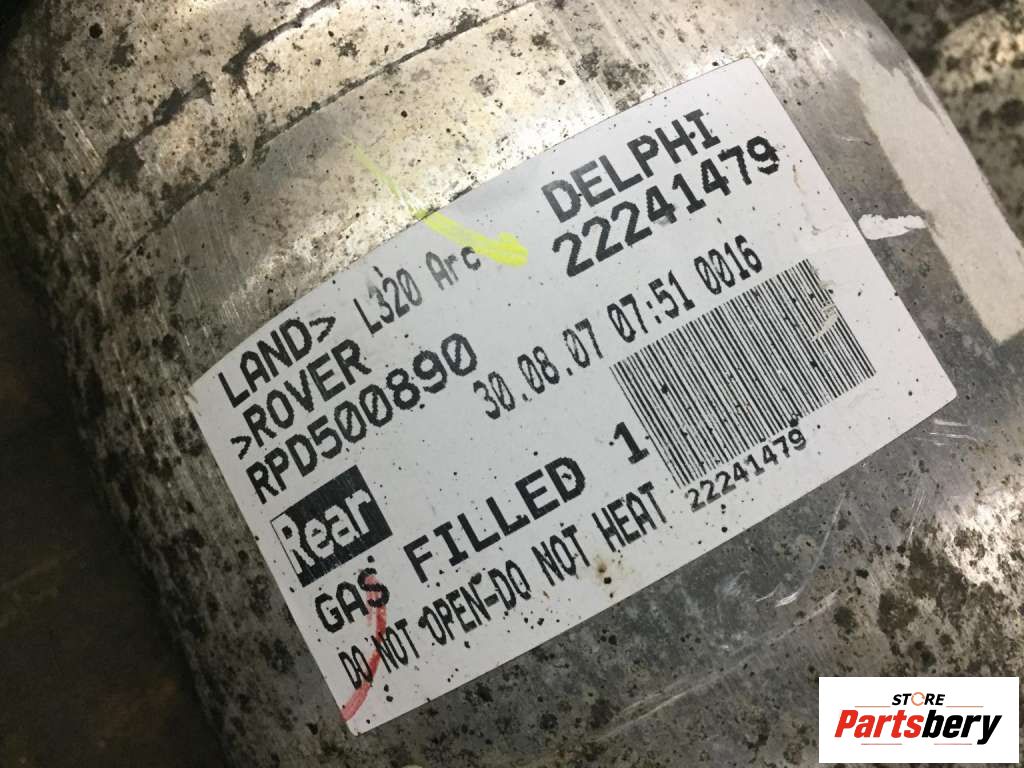 DELPHI
22241479
LAND> L320 Arc
>ROVER
RPD500890
30.08.07 07:51 0016
Rear
GAS FILLED 1
22241479
DO NOT OPEN-DO NOT HEAT
STORE
Partsbery